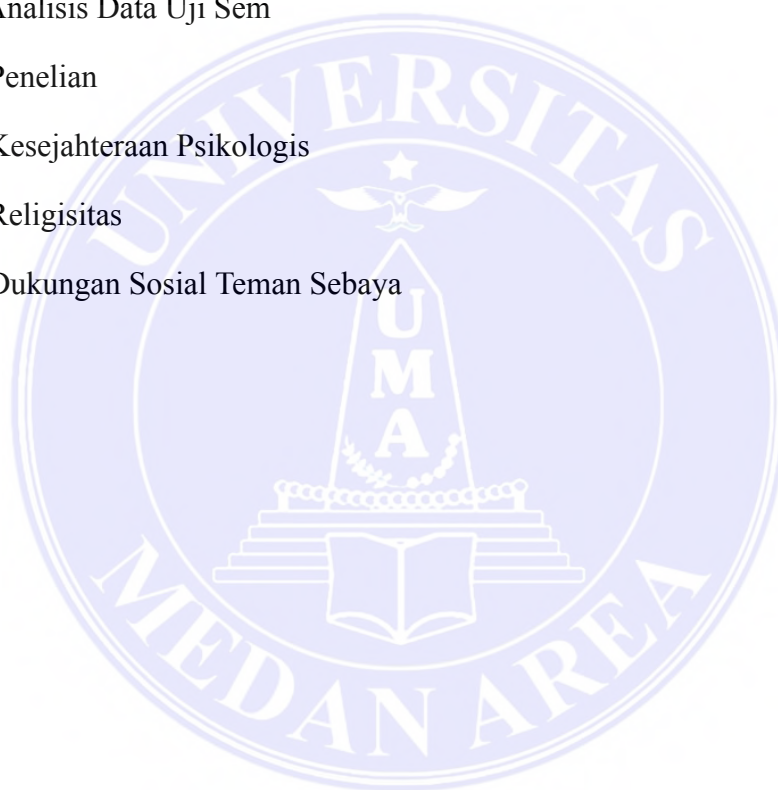 Analisis Data Uji Sem
Penelian
Kesejahteraan Psikologis
Religisitas
Dukungan Sosial Teman Sebaya
UNIVERSITAS
UMA
MEDAN AREA